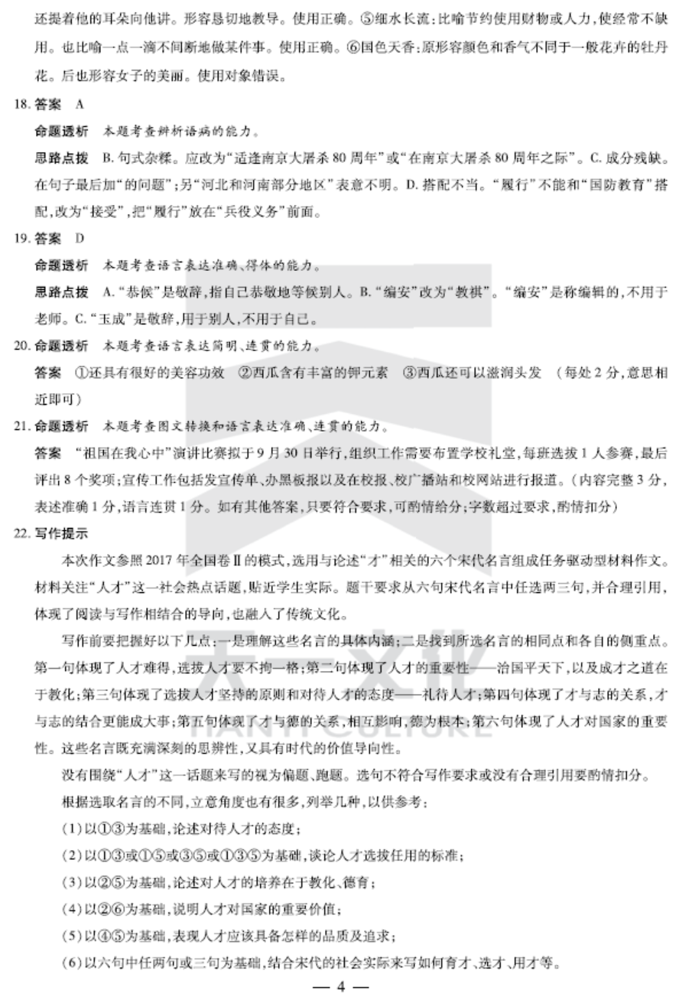 还提着他的耳朵向他讲。形容恳切地教导。使用正确。⑤细水长流:比喻节约使用财物或人力,使经常不缺
用。也比喻一点一滴不间断地做某件事。使用正确。⑥国色天香:原形容颜色和香气不同于一般花卉的牡丹
花。后也形容女子的美丽。使用对象错误。
18. 答案 A
命题透析 本题考查辨析语病的能力。
思路点拨 B. 句式杂糅。应改为“适逢南京大屠杀 80 周年”或“在南京大屠杀 80 周年之际”。C. 成分残缺。
在句子最后加“的问题”;另“河北和河南部分地区”表意不明。D. 搭配不当。“履行”不能和“国防教育”搭
配,改为“接受”,把“履行”放在“兵役义务”前面。
19. 答案 D
命题透析 本题考查语言表达准确、得体的能力。
思路点拨 A. “恭候”是敬辞,指自己恭敬地等候别人。B. “编安”改为“教祺”。“编安”是称编辑的,不用于
老师。C. “玉成”是敬辞,用于别人,不用于自己。
20. 命题透析 本题考查语言表达简明、连贯的能力。
答案 ①还具有很好的美容功效 ②西瓜含有丰富的钾元素 ③西瓜还可以滋润头发 (每处 2 分,意思相
近即可)
21. 命题透析 本题考查图文转换和语言表达准确、连贯的能力。
答案 “祖国在我心中”演讲比赛拟于 9 月 30 日举行,组织工作需要布置学校礼堂,每班选拔 1 人参赛,最后
评出 8 个奖项;宣传工作包括发宣传单、办黑板报以及在校报、校广播站和校网站进行报道。(内容完整 3 分,
表述准确 1 分,语言连贯 1 分。如有其他答案,只要符合要求,可酌情给分;字数超过要求,酌情扣分)
22. 写作提示
本次作文参照 2017 年全国卷Ⅱ的模式,选用与论述“才”相关的六个宋代名言组成任务驱动型材料作文。
材料关注“人才”这一社会热点话题,贴近学生实际。题干要求从六句宋代名言中任选两三句,并合理引用,
体现了阅读与写作相结合的导向,也融入了传统文化。
写作前要把握好以下几点:一是理解这些名言的具体内涵;二是找到所选名言的相同点和各自的侧重点。
第一句体现了人才难得,选拔人才要不拘一格;第二句体现了人才的重要性——治国平天下,以及成才之道在
于教化;第三句体现了选拔人才坚持的原则和对待人才的态度——礼待人才;第四句体现了才与志的关系,才
与志的结合更能成大事;第五句体现了才与德的关系,相互影响,德为根本;第六句体现了人才对国家的重要
性。这些名言既充满深刻的思辨性,又具有时代的价值导向性。
没有围绕“人才”这一话题来写的视为偏题、跑题。选句不符合写作要求或没有合理引用要酌情扣分。
根据选取名言的不同,立意角度也有很多,列举几种,以供参考:
(1)以①③为基础,论述对待人才的态度;
(2)以①③或①⑤或③⑤或①③⑤为基础,谈论人才选拔任用的标准;
(3)以②⑤为基础,论述对人才的培养在于教化、德育;
(4)以②⑥为基础,说明人才对国家的重要价值;
(5)以④⑤为基础,表现人才应该具备怎样的品质及追求;
(6)以六句中任两句或三句为基础,结合宋代的社会实际来写如何育才、选才、用才等。
— 4 —
天一文化
TIANYI CULTURE